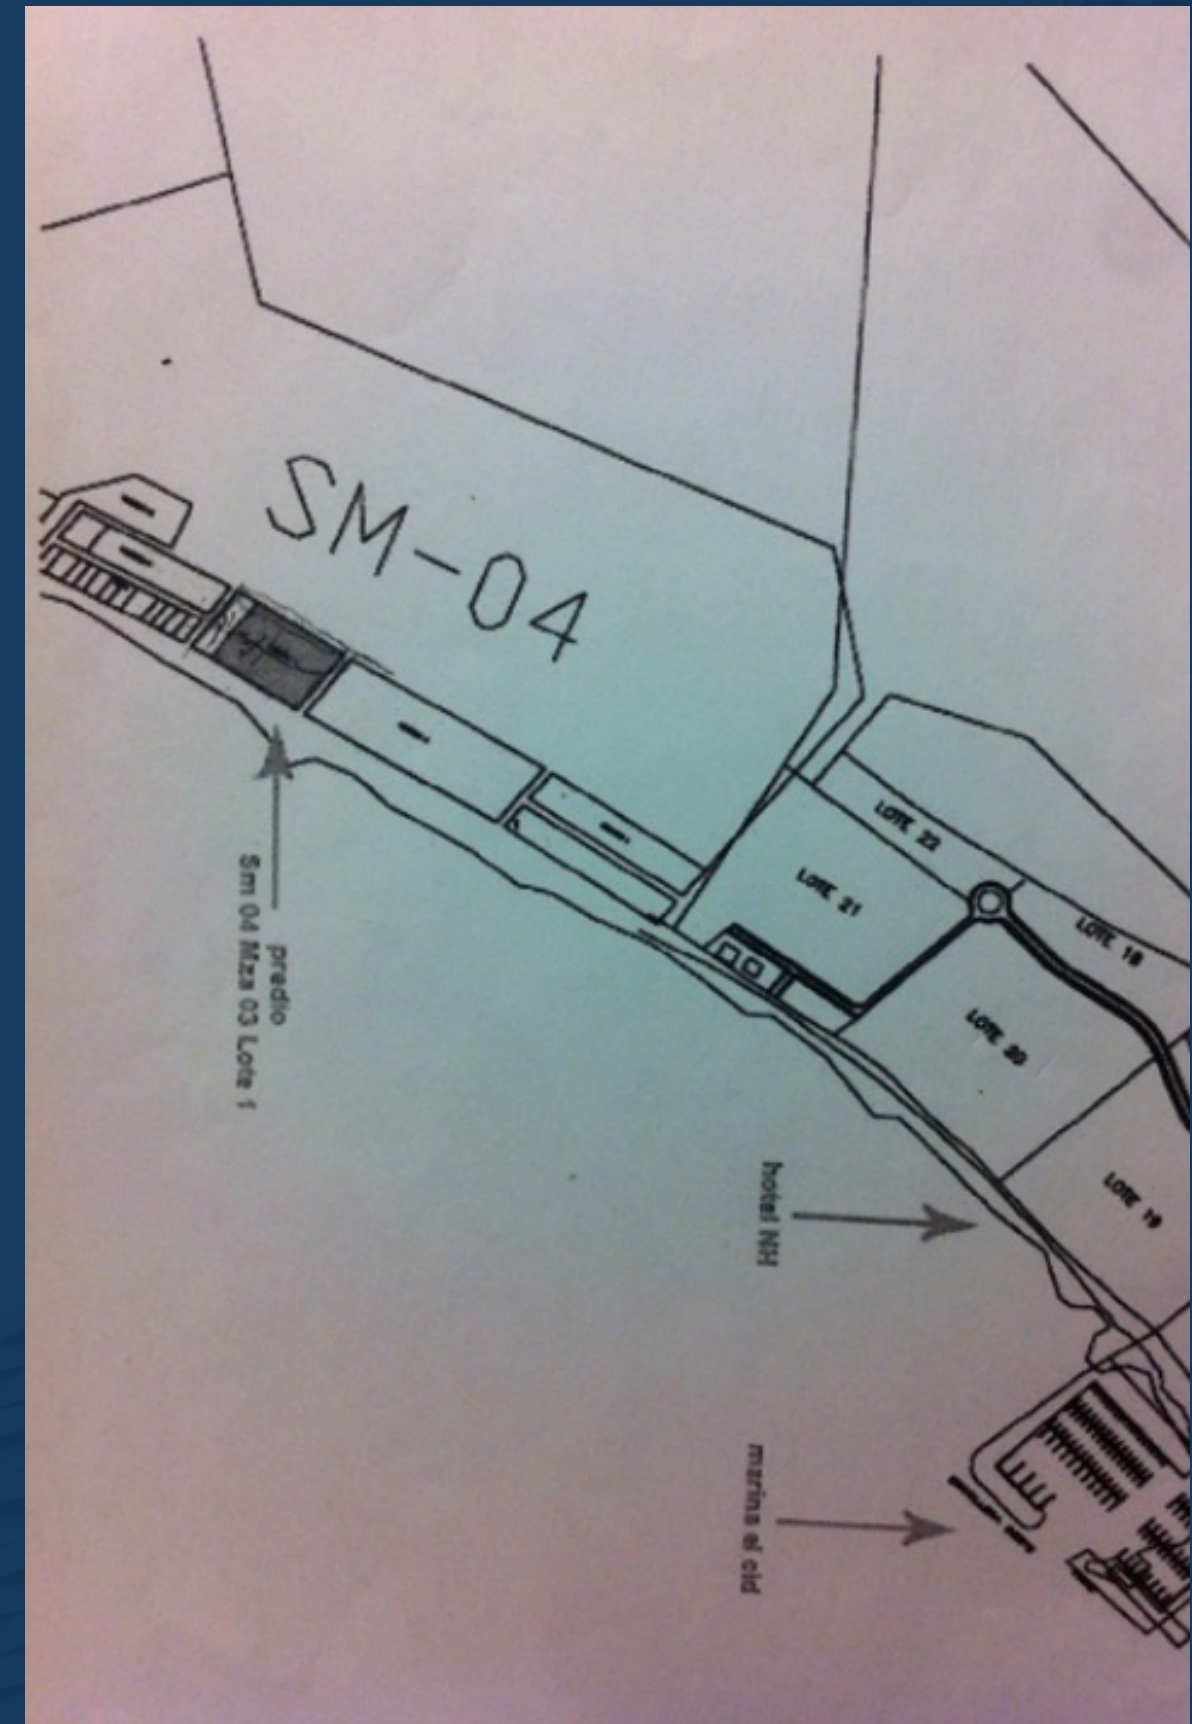 SM-04
LOTE 22
LOTE 21
LOTE 18
LOTE 20
LOTE 19
predio
Sm 04 Mza 03 Lote 1
hotel NH
marina el cid